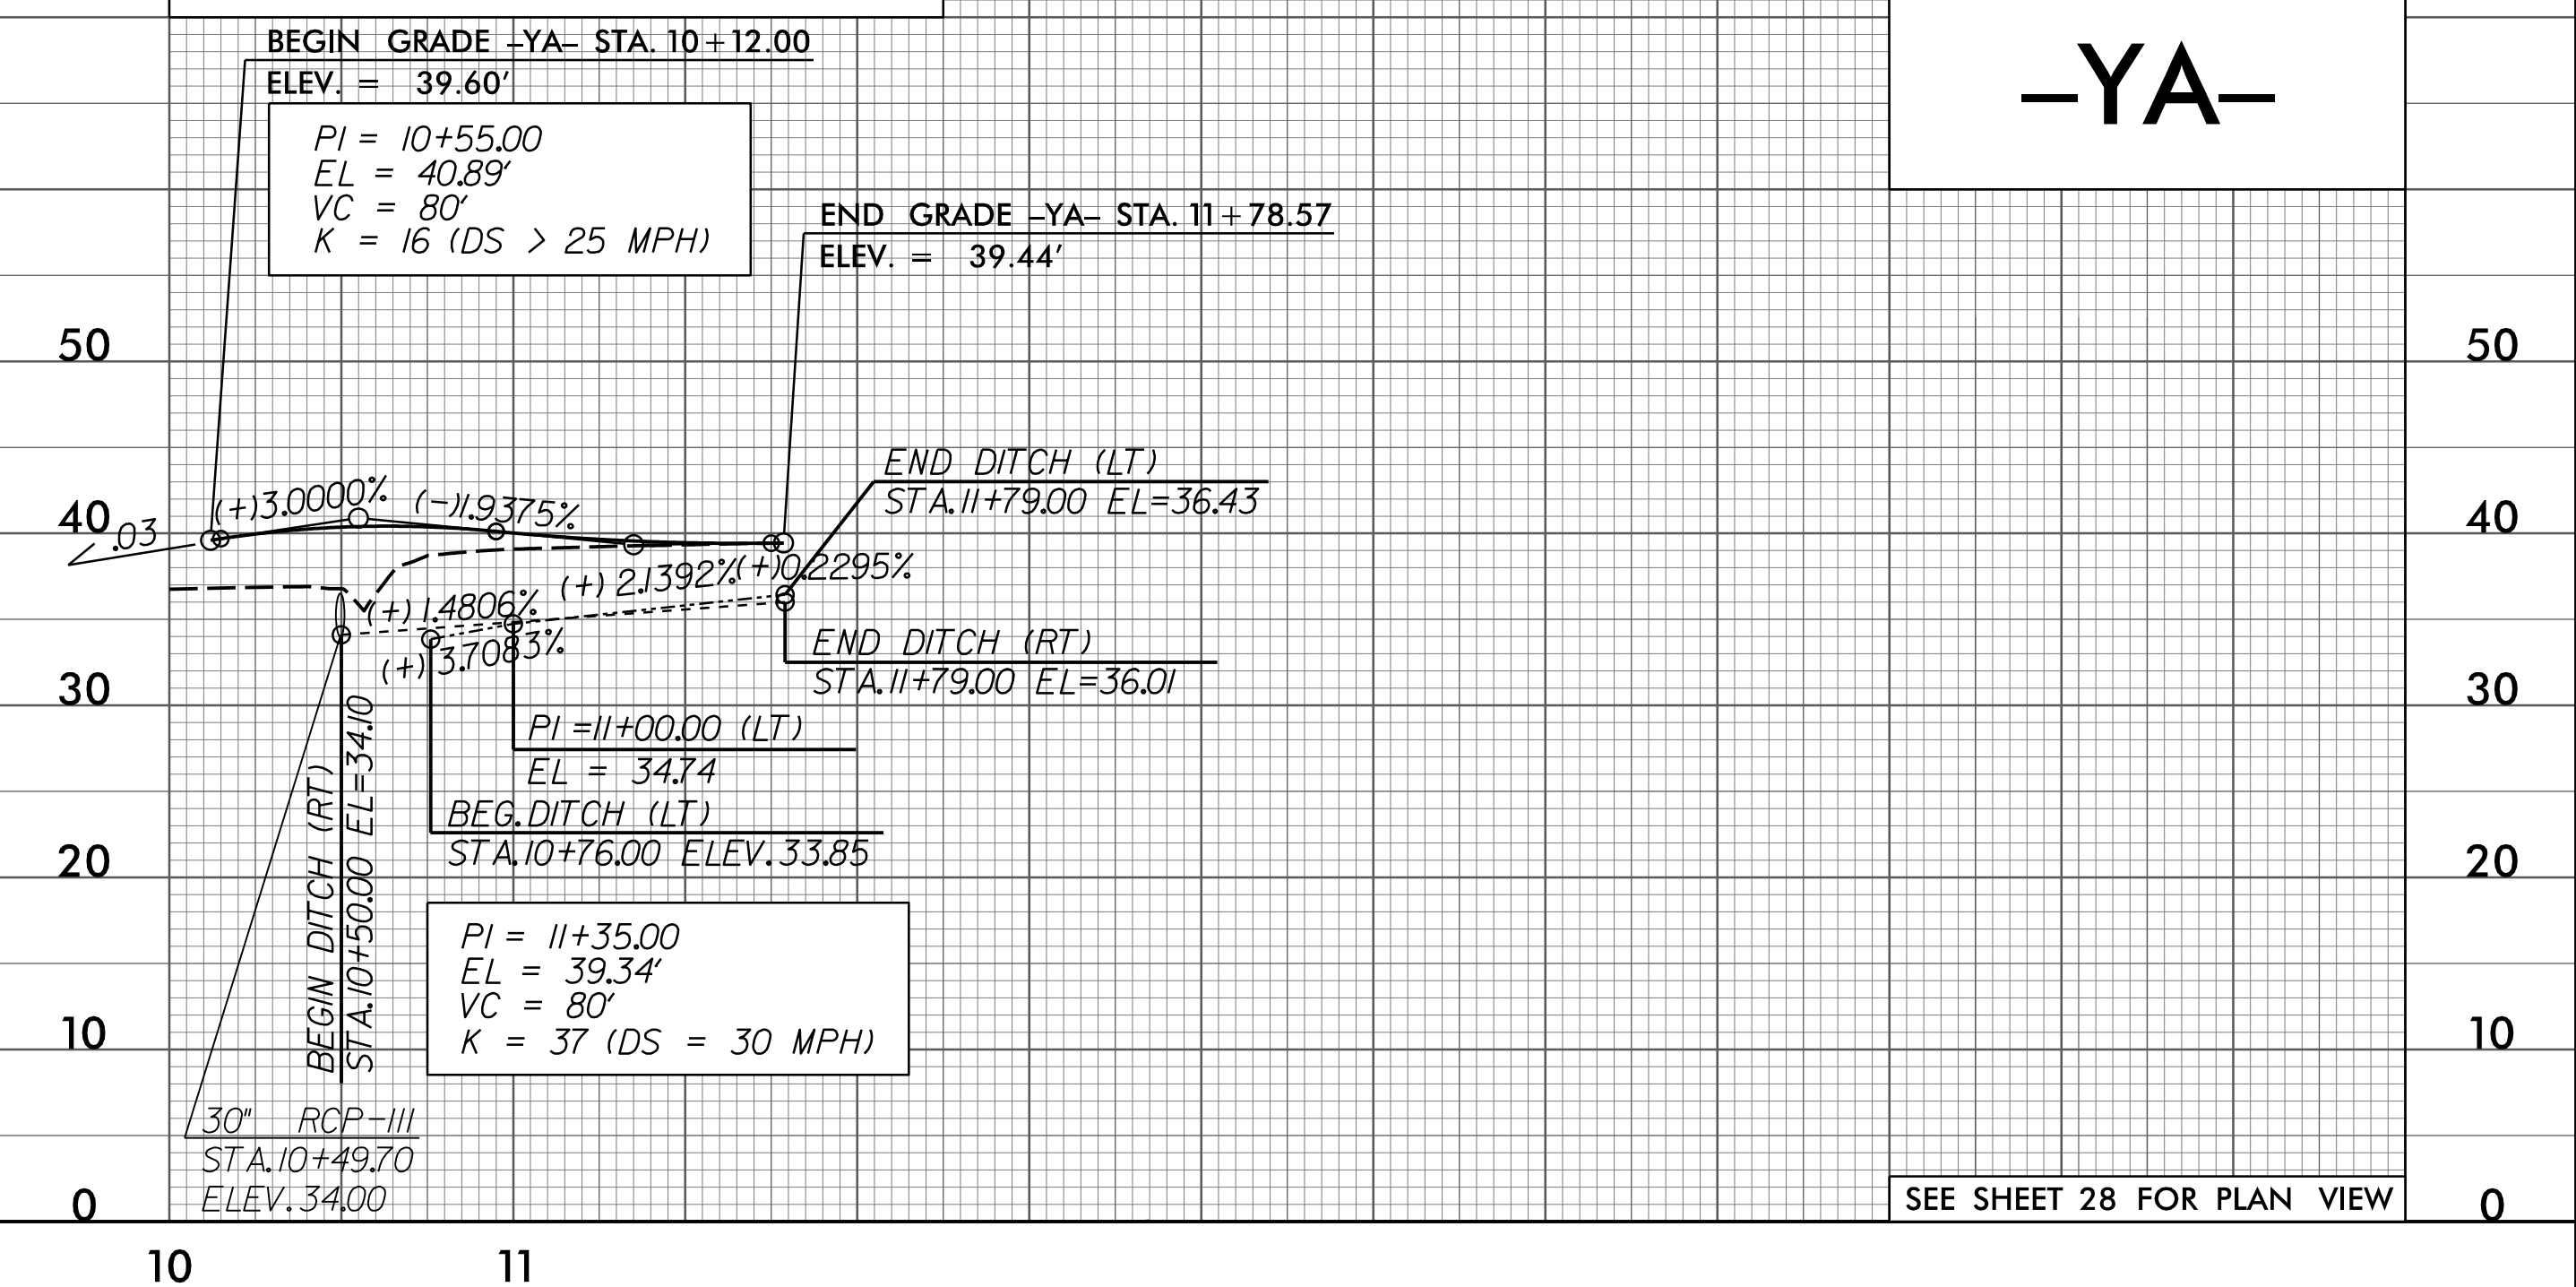 BEGIN GRADE –YA– STA. 10+12.00
ELEV. = 39.60'
–YA–
PI = 10+55.00
EL = 40.89'
VC = 80'
K = 16 (DS > 25 MPH)
END GRADE –YA– STA. 11+78.57
ELEV. = 39.44'
50
50
END DITCH (LT)
STA.11+79.00 EL=36.43
40
.03
(+)3.0000%
(-)1.9375%
40
(+)0.2295%
(+) 2.1392%
(+) 1.4806%
(+) 3.7083%
END DITCH (RT)
STA.11+79.00 EL=36.01
30
30
PI =11+00.00 (LT)
EL = 34.74
BEG. DITCH (LT)
STA.10+76.00 ELEV. 33.85
BEGIN DITCH (RT)
STA.10+50.00 EL=34.10
20
20
PI = 11+35.00
EL = 39.34'
VC = 80'
K = 37 (DS = 30 MPH)
10
10
30" RCP-III
STA.10+49.70
ELEV. 34.00
0
SEE SHEET 28 FOR PLAN VIEW
0
10
11